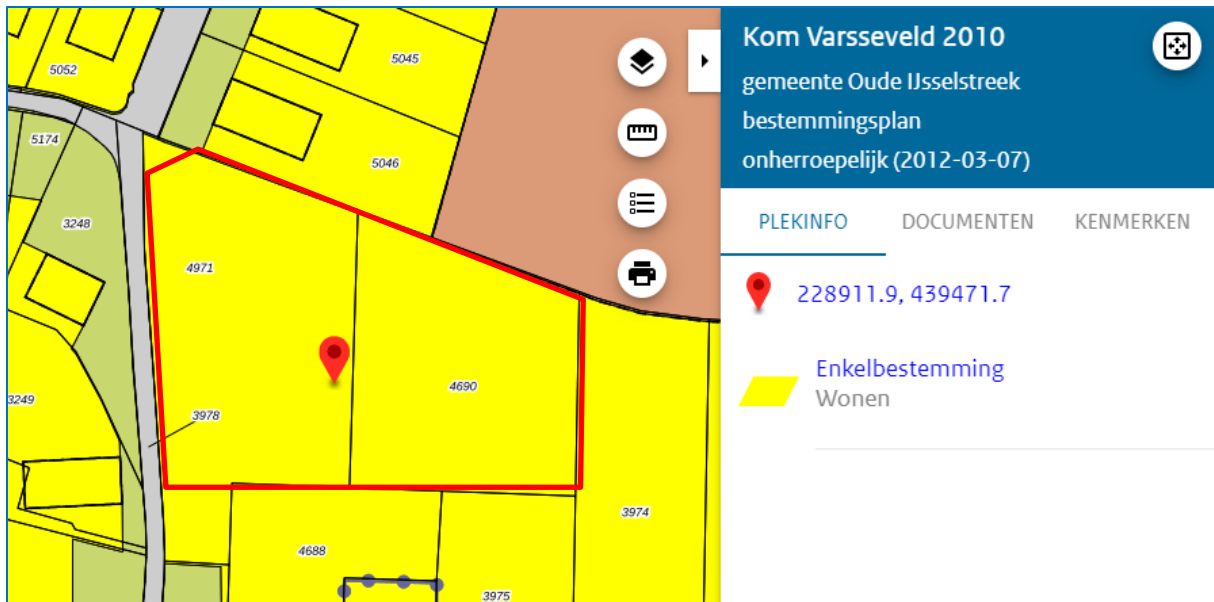 5052
5045
5174
5046
3248
4971
4690
3249
3978
3974
4688
3975
Kom Varsseveld 2010
gemeente Oude IJsselstreek
bestemmingsplan
onherroepelijk (2012-03-07)
PLEKINFO DOCUMENTEN KENMERKEN
228911.9, 439471.7
Enkelbestemming
Wonen